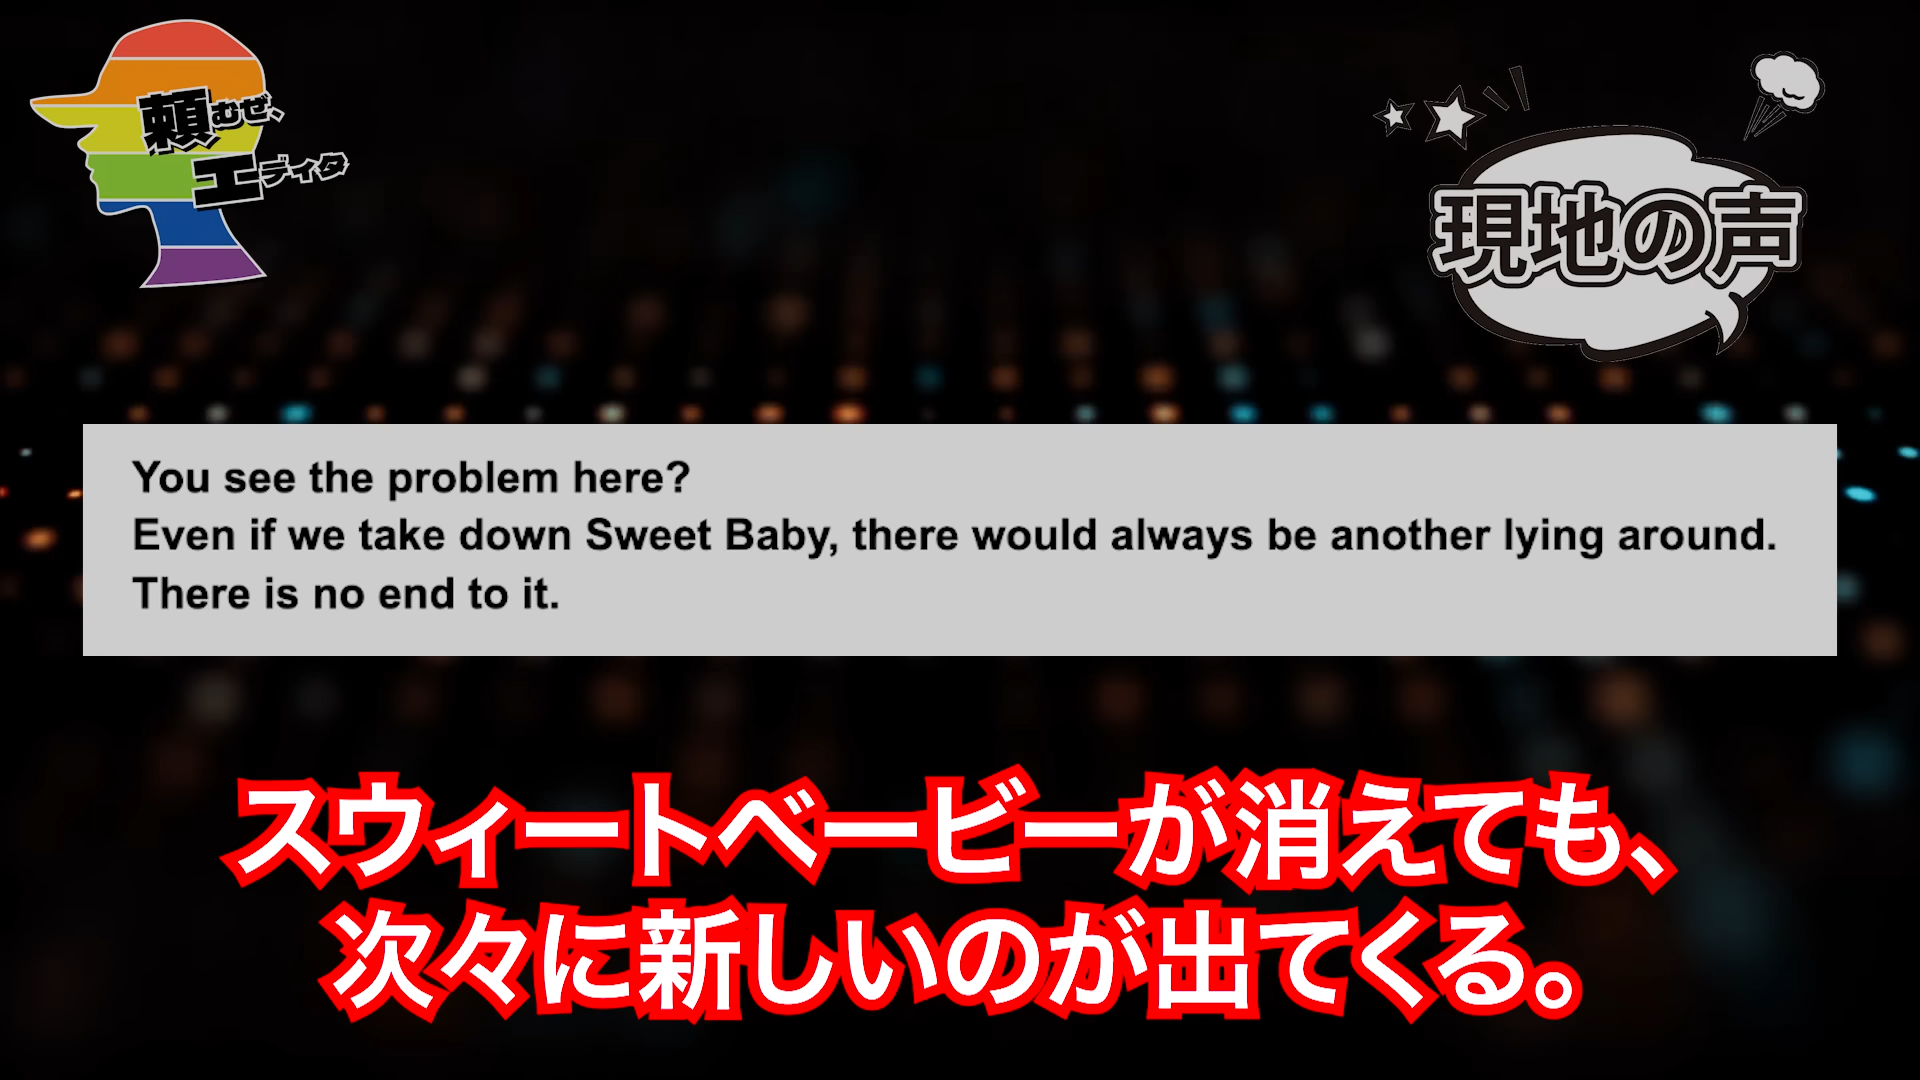 頼むぜ、
エディタ
現地の声
You see the problem here?
Even if we take down Sweet Baby, there would always be another lying around.
There is no end to it.
スウィートベービーが消えても、
次々に新しいのが出てくる。